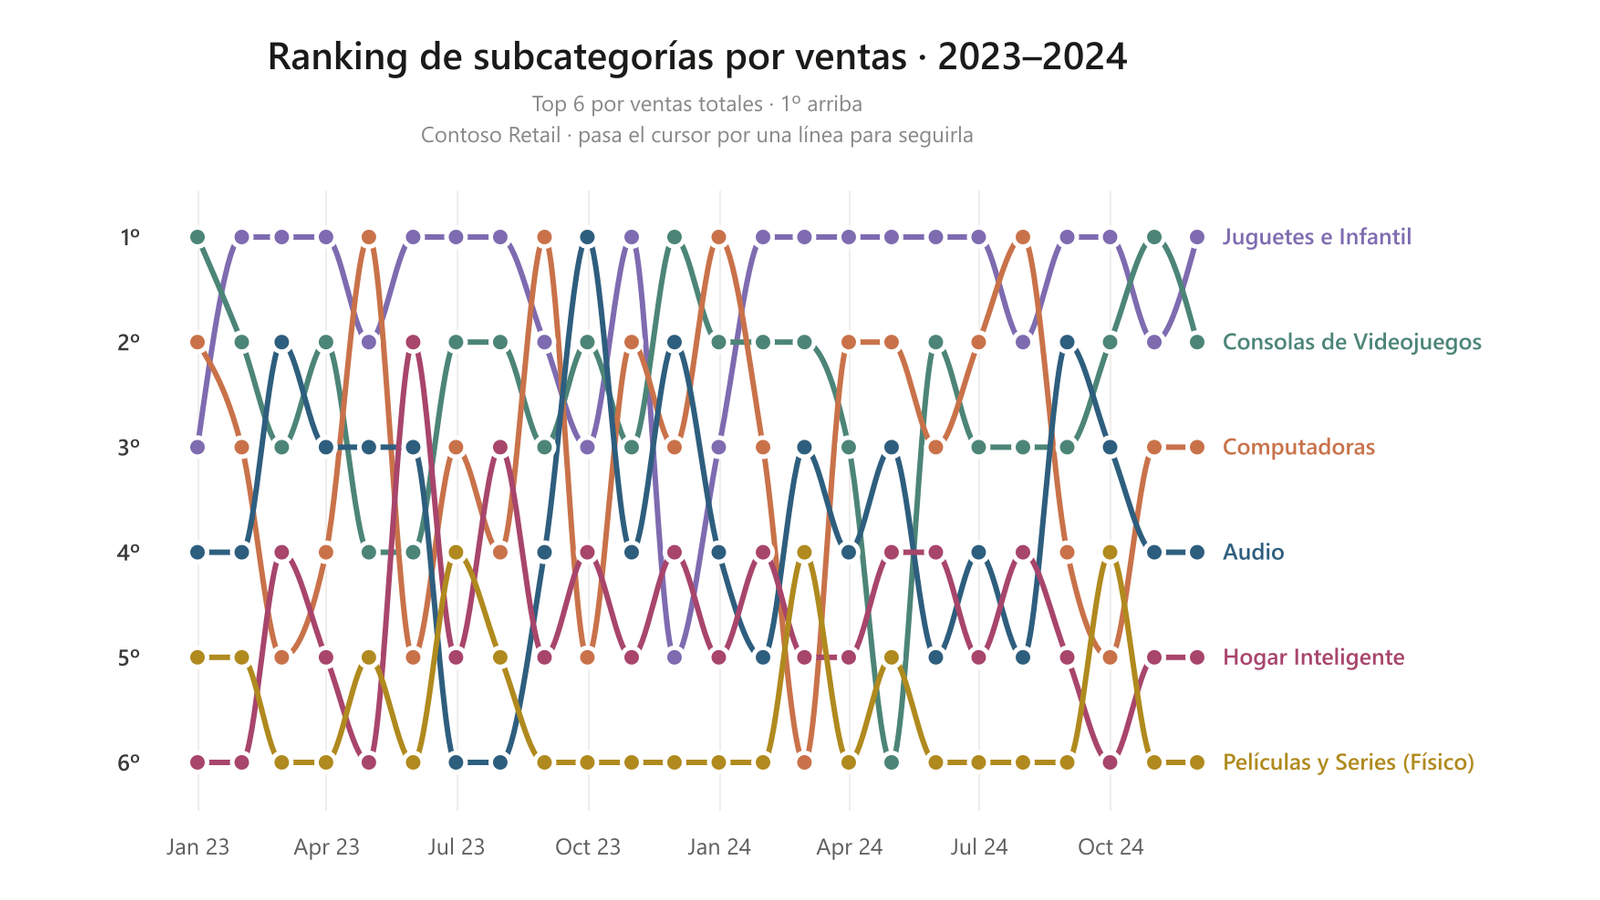 Ranking de subcategorías por ventas · 2023–2024
Top 6 por ventas totales · 1º arriba
Contoso Retail · pasa el cursor por una línea para seguirla
1º
Juguetes e Infantil
2º
Consolas de Videojuegos
3º
Computadoras
4º
Audio
5º
Hogar Inteligente
6º
Películas y Series (Físico)
Jan 23
Apr 23
Jul 23
Oct 23
Jan 24
Apr 24
Jul 24
Oct 24